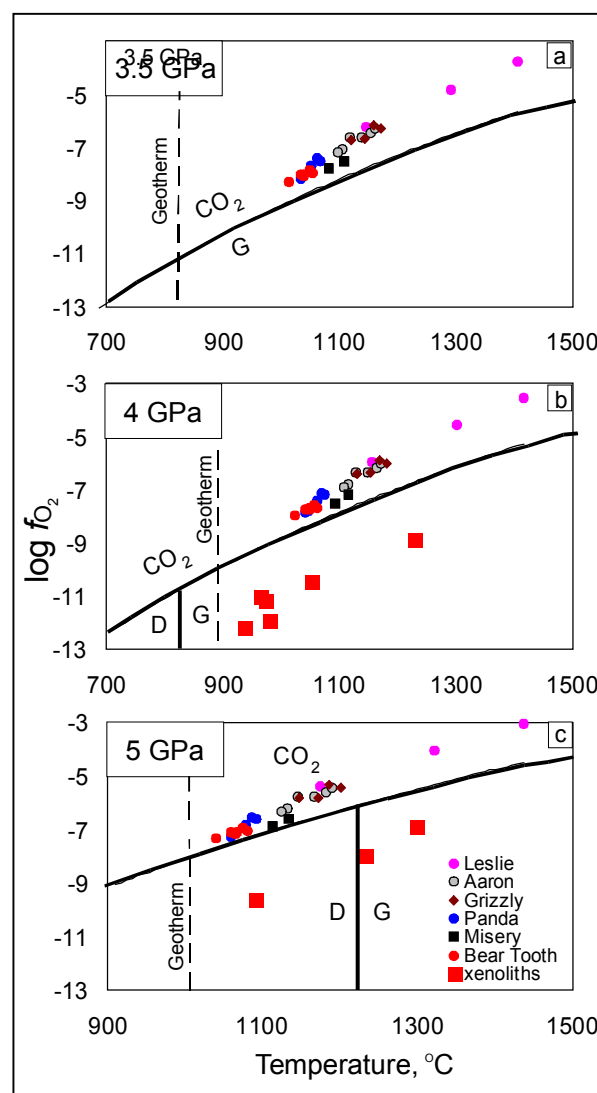 3.5 GPa
3.5 GPa
a
-5
-7
-9
-11
-13
Geotherm
CO2
G
700 900 1100 1300 1500
-3
4 GPa
b
-5
-7
-9
-11
-13
Geotherm
CO2
D G
700 900 1100 1300 1500
log fO2
-3
5 GPa
c
-5
-7
-9
-11
-13
CO2
Geotherm
D G
Leslie
Aaron
Grizzly
Panda
Misery
Bear Tooth
xenoliths
900 1100 1300 1500
Temperature, °C